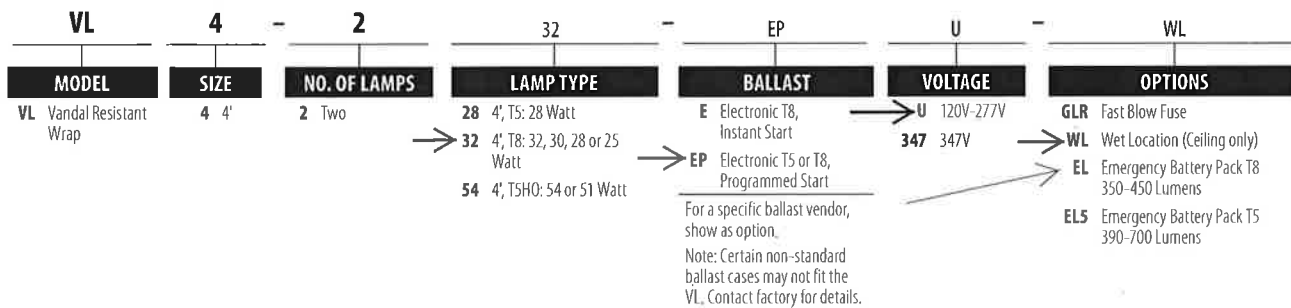 VL 4 - 2 32 - EP U - WL
MODEL
VL Vandal Resistant
Wrap
SIZE
4 4'
NO. OF LAMPS
2 Two
LAMP TYPE
28 4', T5: 28 Watt
32 4', T8: 32, 30, 28 or 25
Watt
54 4', T5HO: 54 or 51 Watt
BALLAST
E Electronic T8,
Instant Start
EP Electronic T5 or T8,
Programmed Start
For a specific ballast vendor,
show as option.
Note: Certain non-standard
ballast cases may not fit the
VL. Contact factory for details.
VOLTAGE
U 120V-277V
347 347V
OPTIONS
GLR Fast Blow Fuse
WL Wet Location (Ceiling only)
EL Emergency Battery Pack T8
350-450 Lumens
EL5 Emergency Battery Pack T5
390-700 Lumens